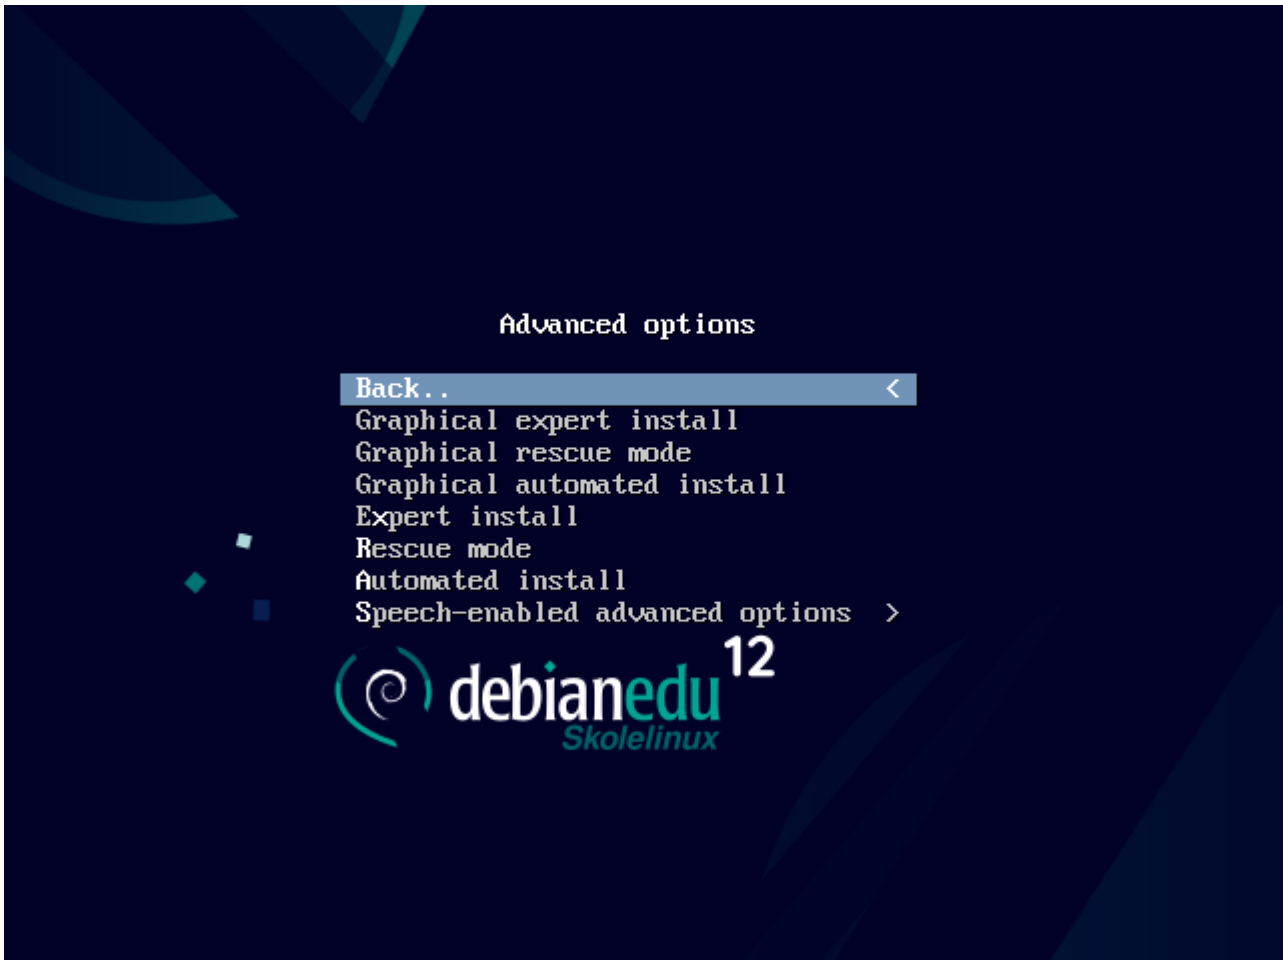 Advanced options
Back.. <
Graphical expert install
Graphical rescue mode
Graphical automated install
Expert install
Rescue mode
Automated install
Speech-enabled advanced options >
debianedu 12
Skolelinux